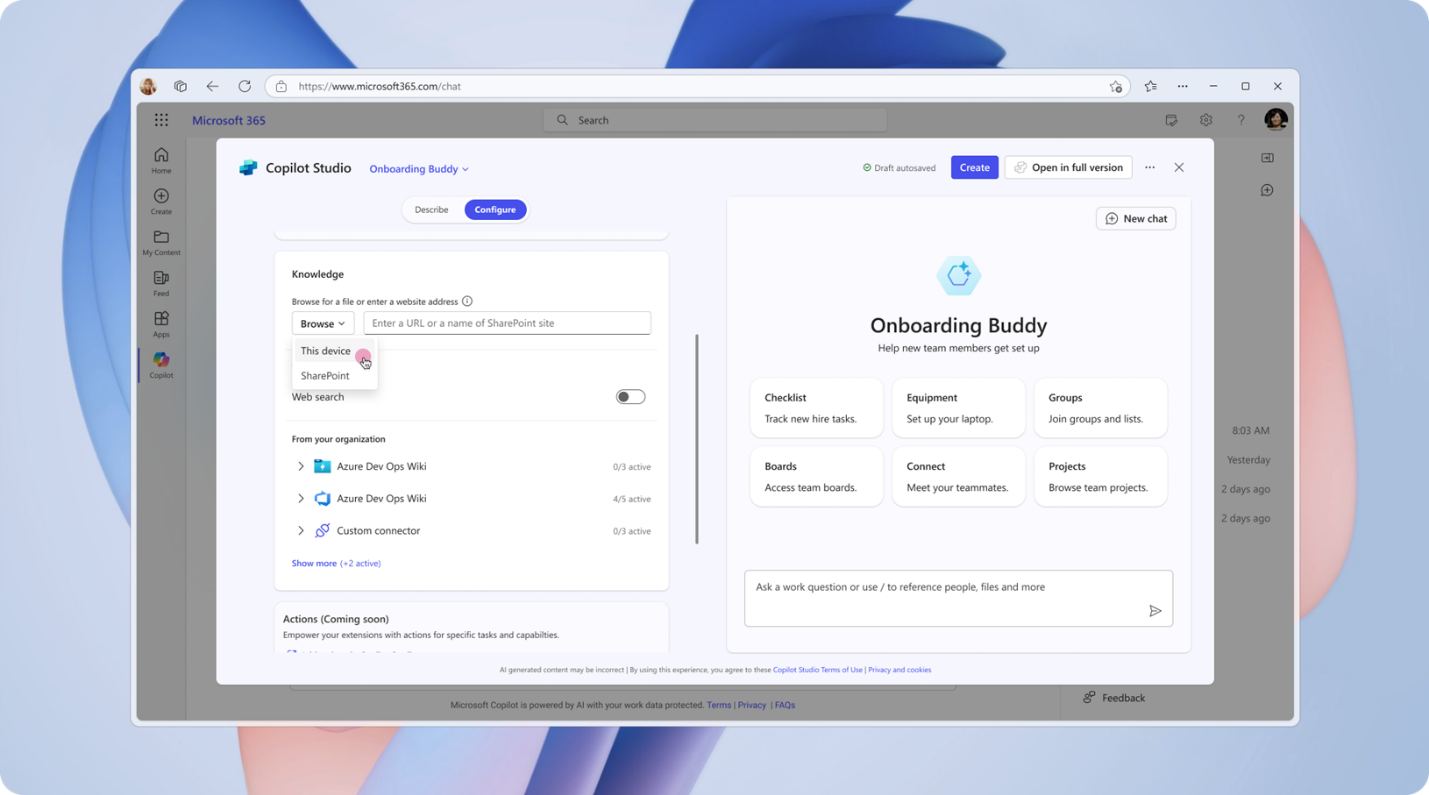 https://www.microsoft365.com/chat
Microsoft 365
Search
?
Home
Create
My Content
Feed
Apps
Copilot
Copilot Studio
Onboarding Buddy
Draft autosaved
Create
Open in full version
Describe
Configure
Knowledge
Browse for a file or enter a website address
Browse
Enter a URL or a name of SharePoint site
This device
SharePoint
Web search
From your organization
Azure Dev Ops Wiki
0/3 active
Azure Dev Ops Wiki
4/5 active
Custom connector
0/3 active
Show more (+2 active)
Actions (Coming soon)
Empower your extensions with actions for specific tasks and capabilties.
New chat
Onboarding Buddy
Help new team members get set up
Checklist
Track new hire tasks.
Equipment
Set up your laptop.
Groups
Join groups and lists.
Boards
Access team boards.
Connect
Meet your teammates.
Projects
Browse team projects.
Ask a work question or use / to reference people, files and more
AI generated content may be incorrect | By using this experience, you agree to these Copilot Studio Terms of Use | Privacy and cookies
8:03 AM
Yesterday
2 days ago
2 days ago
Feedback
Microsoft Copilot is powered by AI with your work data protected. Terms | Privacy | FAQs